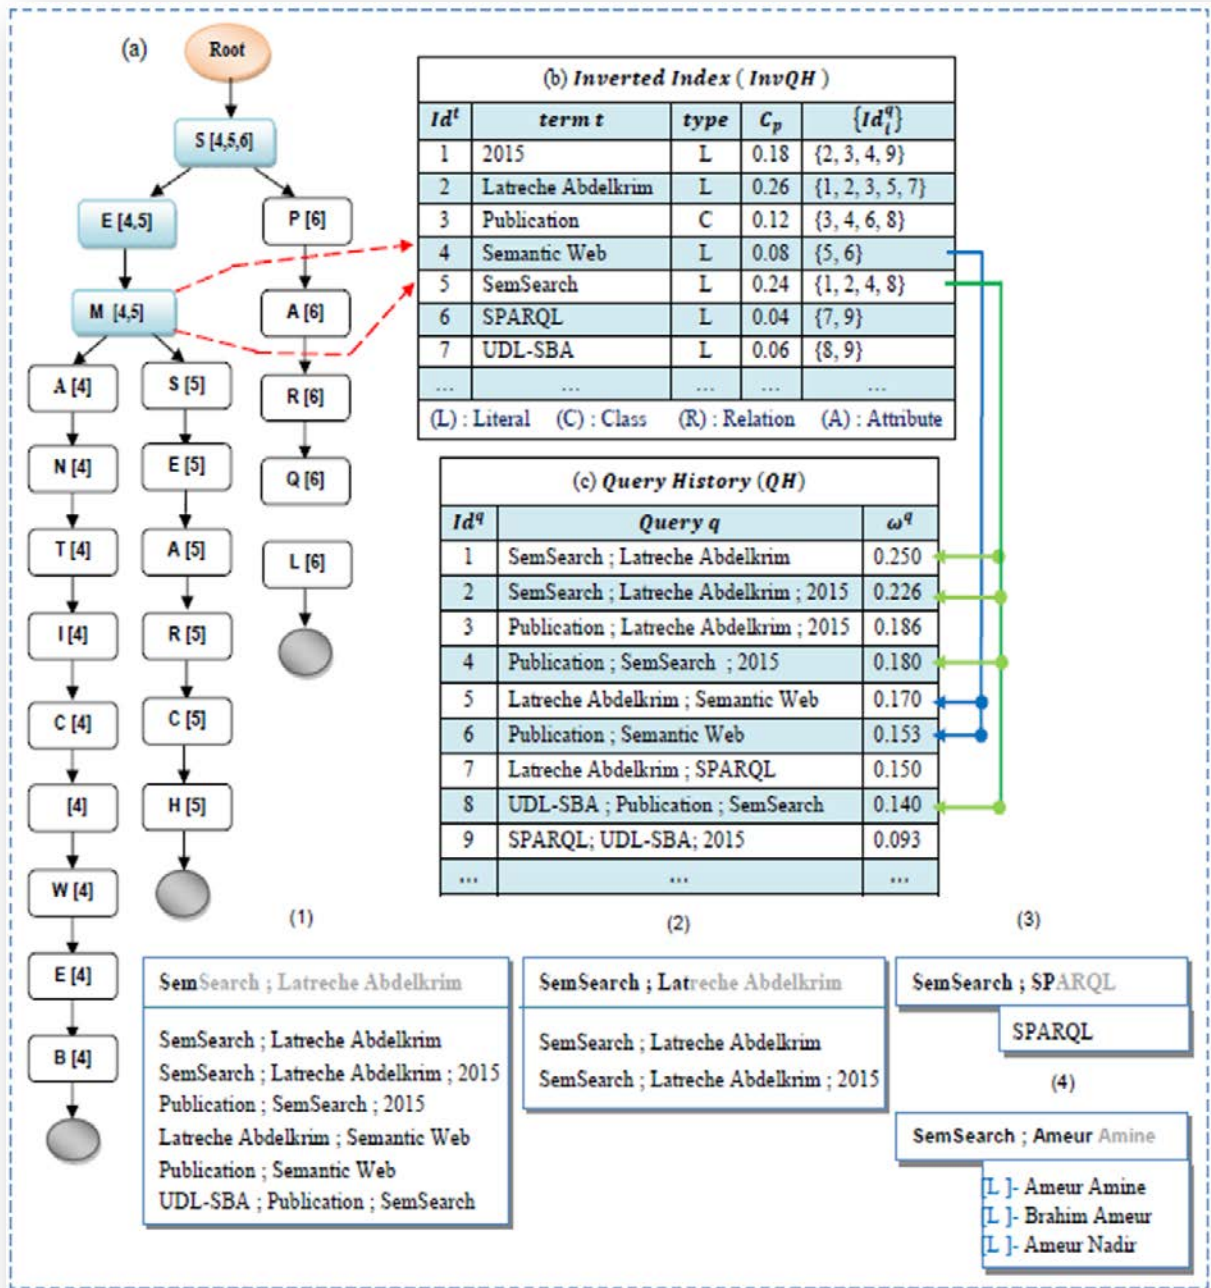 (a)
Root
S [4,5,6]
E [4,5]
P [6]
M [4,5]
A [6]
A [4]
S [5]
R [6]
N [4]
E [5]
Q [6]
T [4]
A [5]
L [6]
I [4]
R [5]
C [4]
C [5]
[4]
H [5]
W [4]
E [4]
B [4]
(b) Inverted Index ( InvQH )
Id^t term t type C_p {Id_i^q}
1 2015 L 0.18 {2, 3, 4, 9}
2 Latreche Abdelkrim L 0.26 {1, 2, 3, 5, 7}
3 Publication C 0.12 {3, 4, 6, 8}
4 Semantic Web L 0.08 {5, 6}
5 SemSearch L 0.24 {1, 2, 4, 8}
6 SPARQL L 0.04 {7, 9}
7 UDL-SBA L 0.06 {8, 9}
... ... ... ... ...
(L) : Literal (C) : Class (R) : Relation (A) : Attribute
(c) Query History (QH)
Id^q Query q ω^q
1 SemSearch ; Latreche Abdelkrim 0.250
2 SemSearch ; Latreche Abdelkrim ; 2015 0.226
3 Publication ; Latreche Abdelkrim ; 2015 0.186
4 Publication ; SemSearch ; 2015 0.180
5 Latreche Abdelkrim ; Semantic Web 0.170
6 Publication ; Semantic Web 0.153
7 Latreche Abdelkrim ; SPARQL 0.150
8 UDL-SBA ; Publication ; SemSearch 0.140
9 SPARQL; UDL-SBA; 2015 0.093
... ... ...
(1)
SemSearch ; Latreche Abdelkrim
SemSearch ; Latreche Abdelkrim
SemSearch ; Latreche Abdelkrim ; 2015
Publication ; SemSearch ; 2015
Latreche Abdelkrim ; Semantic Web
Publication ; Semantic Web
UDL-SBA ; Publication ; SemSearch
(2)
SemSearch ; Latreche Abdelkrim
SemSearch ; Latreche Abdelkrim
SemSearch ; Latreche Abdelkrim ; 2015
(3)
SemSearch ; SPARQL
SPARQL
(4)
SemSearch ; Ameur Amine
[L ]- Ameur Amine
[L ]- Brahim Ameur
[L ]- Ameur Nadir